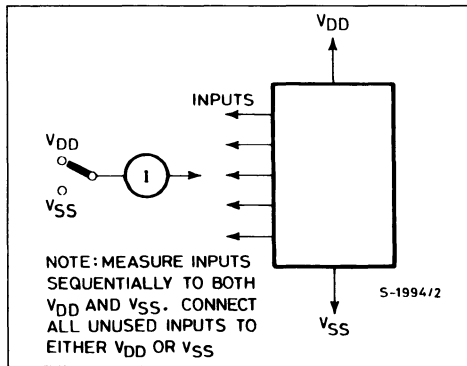 VDD
INPUTS
VDD
I
VSS
NOTE: MEASURE INPUTS
SEQUENTIALLY TO BOTH
VDD AND VSS. CONNECT
ALL UNUSED INPUTS TO
EITHER VDD OR VSS
S-1994/2
VSS